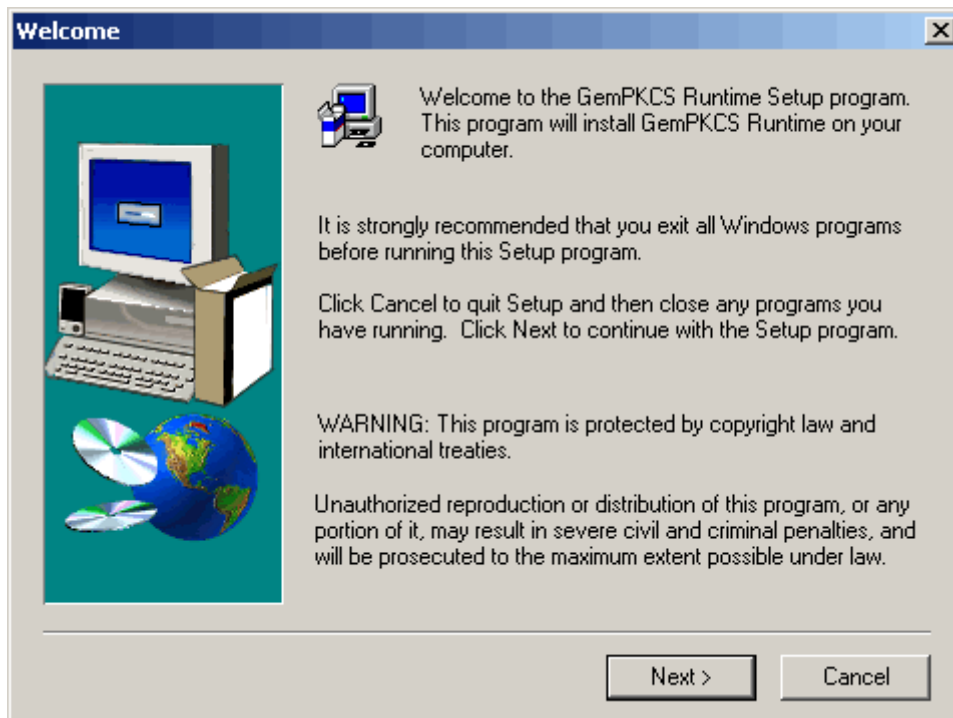 Welcome
Welcome to the GemPKCS Runtime Setup program.
This program will install GemPKCS Runtime on your
computer.
It is strongly recommended that you exit all Windows programs
before running this Setup program.
Click Cancel to quit Setup and then close any programs you
have running.  Click Next to continue with the Setup program.
WARNING: This program is protected by copyright law and
international treaties.
Unauthorized reproduction or distribution of this program, or any
portion of it, may result in severe civil and criminal penalties, and
will be prosecuted to the maximum extent possible under law.
Next >
Cancel